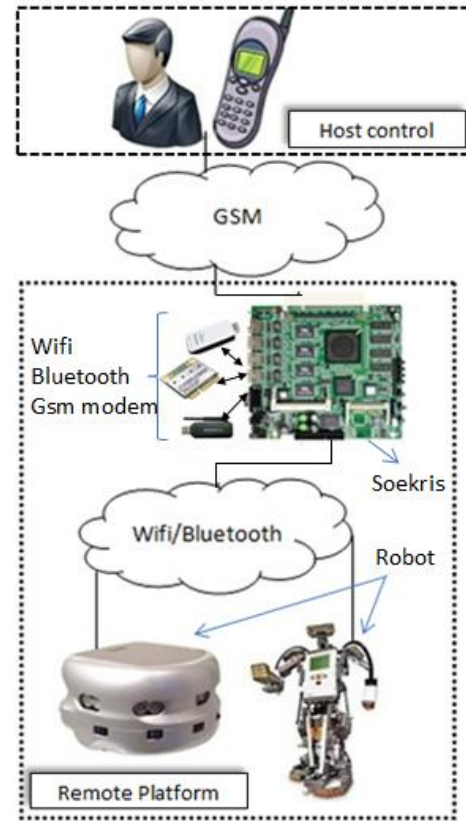 Host control
GSM
Wifi
Bluetooth
Gsm modem
Soekris
Wifi/Bluetooth
Robot
Remote Platform